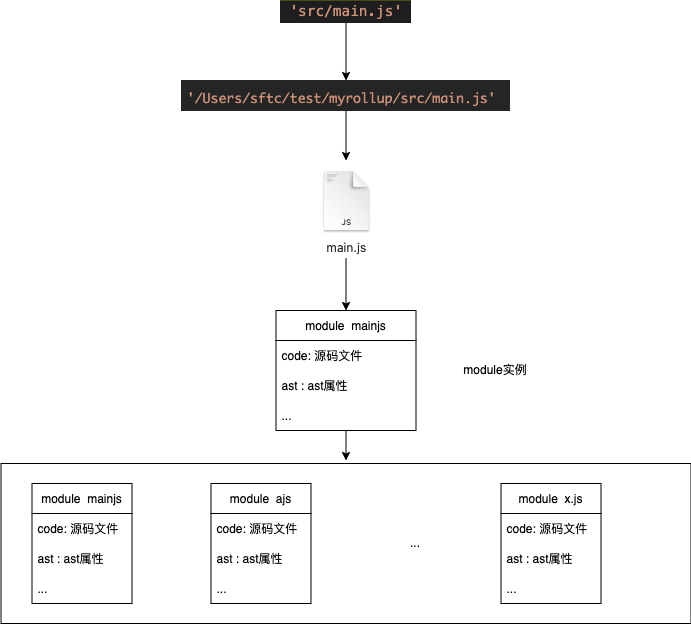 'src/main.js'
'/Users/sftc/test/myrollup/src/main.js'
JS
main.js
module mainjs
code: 源码文件
ast : ast属性
...
module实例
module mainjs
code: 源码文件
ast : ast属性
...
module ajs
code: 源码文件
ast : ast属性
...
...
module x.js
code: 源码文件
ast : ast属性
...